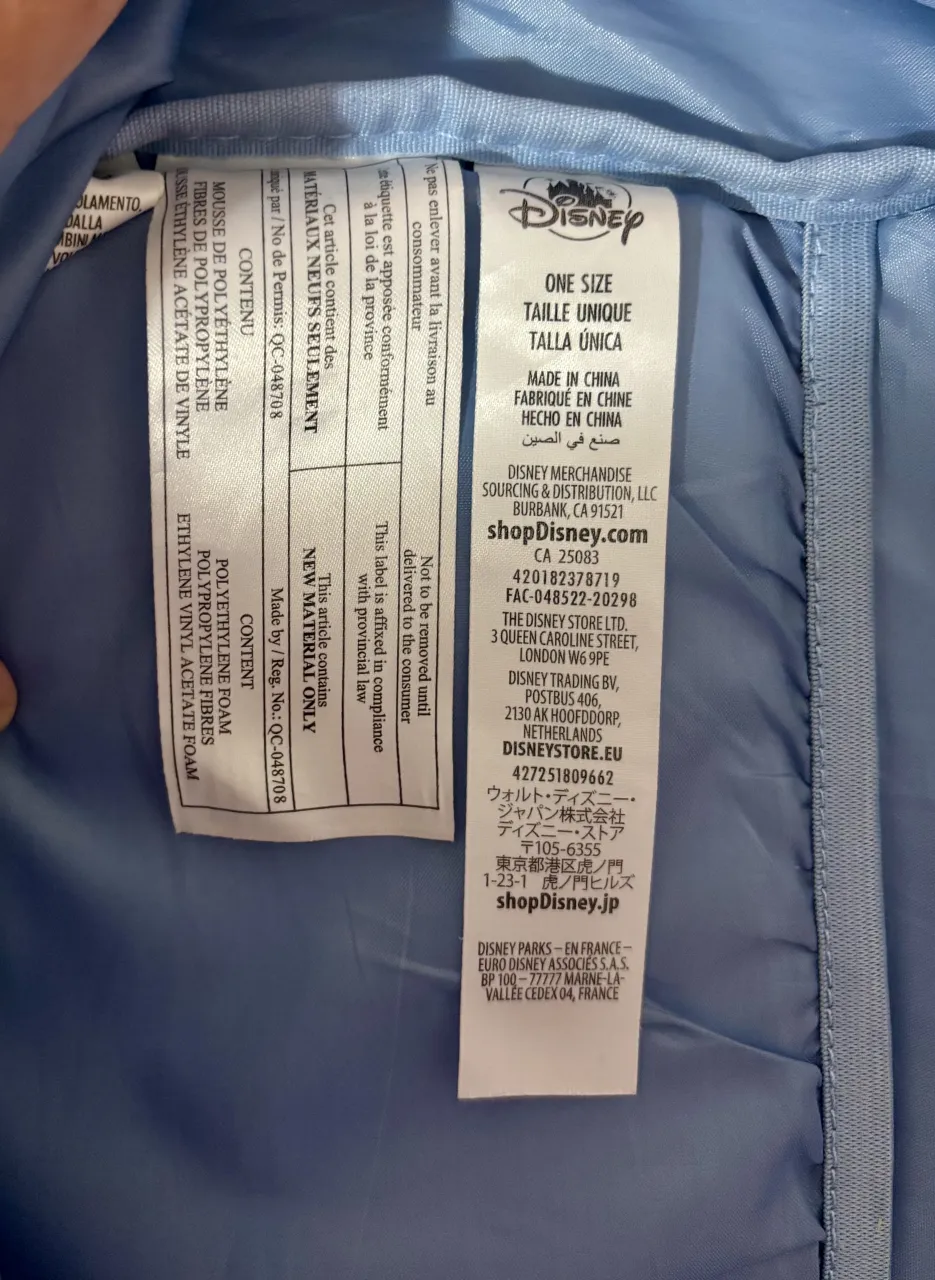 OLAMENTO.
DALLA
Ne pas enlever avant la livraison au
consommateur
étiquette est apposée conformément
à la loi de la province
Cet article contient des
MATÉRIAUX NEUFS SEULEMENT
par / No de Permis: QC-048708
CONTENU
MOUSSE DE POLYÉTHYLÈNE
FIBRES DE POLYPROPYLÈNE
ÉTHYLÈNE ACÉTATE DE VINYLE
Not to be removed until
delivered to the consumer
This label is affixed in compliance
with provincial law
This article contains
NEW MATERIAL ONLY
Made by / Reg. No.: QC-048708
CONTENT
POLYETHYLENE FOAM
POLYPROPYLENE FIBRES
ETHYLENE VINYL ACETATE FOAM
DISNEY
ONE SIZE
TAILLE UNIQUE
TALLA ÚNICA
MADE IN CHINA
FABRIQUÉ EN CHINE
HECHO EN CHINA
صنع في الصين
DISNEY MERCHANDISE
SOURCING & DISTRIBUTION, LLC
BURBANK, CA 91521
shopDisney.com
CA 25083
420182378719
FAC-048522-20298
THE DISNEY STORE LTD.
3 QUEEN CAROLINE STREET,
LONDON W6 9PE
DISNEY TRADING BV,
POSTBUS 406,
2130 AK HOOFDDORP,
NETHERLANDS
DISNEYSTORE.EU
427251809662
ウォルト・ディズニー・
ジャパン株式会社
ディズニー・ストア
〒105-6355
東京都港区虎ノ門
1-23-1 虎ノ門ヒルズ
shopDisney.jp
DISNEY PARKS – EN FRANCE –
EURO DISNEY ASSOCIÉS S.A.S.
BP 100 – 77777 MARNE-LA-
VALLÉE CEDEX 04, FRANCE